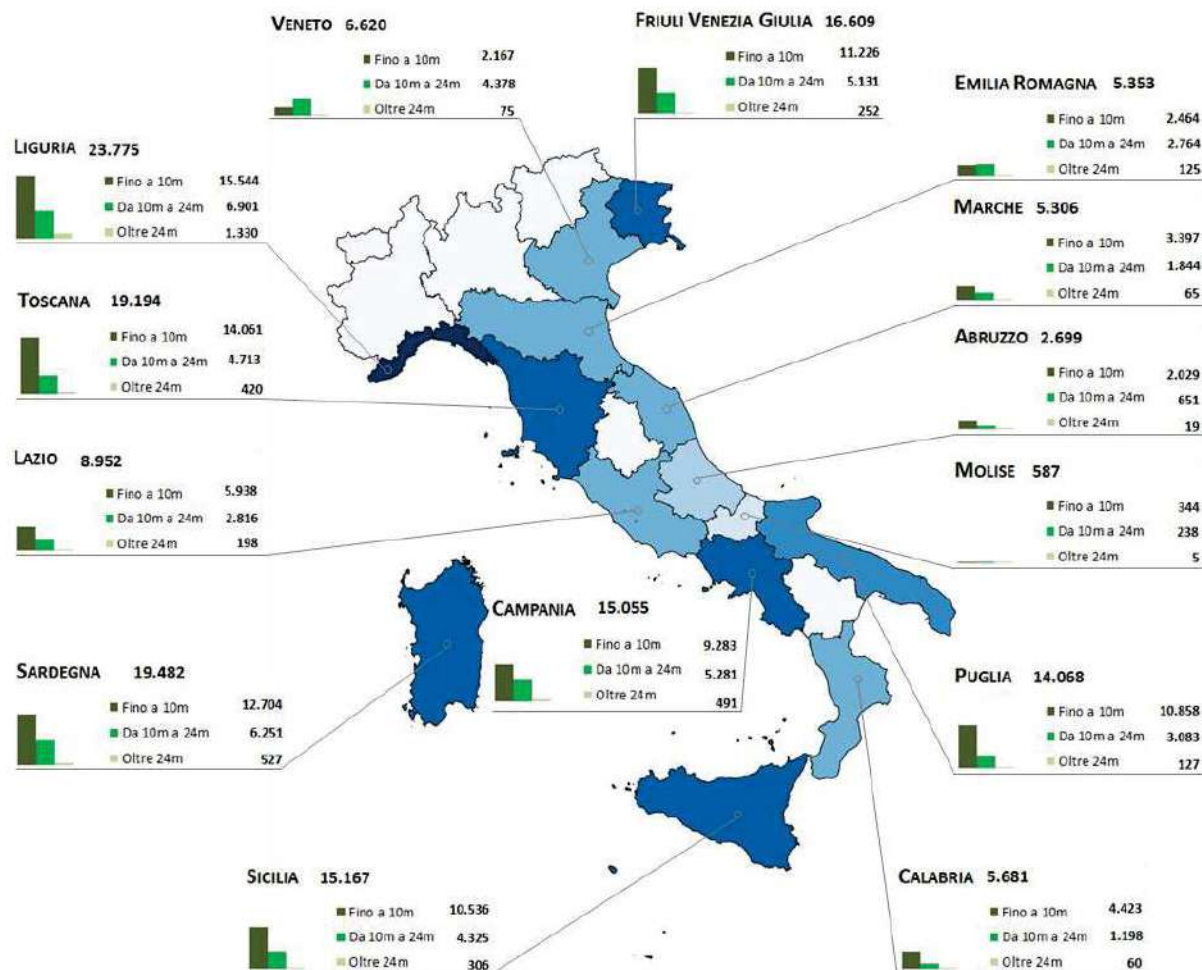 VENETO 6.620
Fino a 10m 2.167
Da 10m a 24m 4.378
Oltre 24m 75
FRIULI VENEZIA GIULIA 16.609
Fino a 10m 11.226
Da 10m a 24m 5.131
Oltre 24m 252
EMILIA ROMAGNA 5.353
Fino a 10m 2.464
Da 10m a 24m 2.764
Oltre 24m 125
LIGURIA 23.775
Fino a 10m 15.544
Da 10m a 24m 6.901
Oltre 24m 1.330
MARCHE 5.306
Fino a 10m 3.397
Da 10m a 24m 1.844
Oltre 24m 65
TOSCANA 19.194
Fino a 10m 14.061
Da 10m a 24m 4.713
Oltre 24m 420
ABRUZZO 2.699
Fino a 10m 2.029
Da 10m a 24m 651
Oltre 24m 19
LAZIO 8.952
Fino a 10m 5.938
Da 10m a 24m 2.816
Oltre 24m 198
MOLISE 587
Fino a 10m 344
Da 10m a 24m 238
Oltre 24m 5
CAMPANIA 15.055
Fino a 10m 9.283
Da 10m a 24m 5.281
Oltre 24m 491
SARDEGNA 19.482
Fino a 10m 12.704
Da 10m a 24m 6.251
Oltre 24m 527
PUGLIA 14.068
Fino a 10m 10.858
Da 10m a 24m 3.083
Oltre 24m 127
SICILIA 15.167
Fino a 10m 10.536
Da 10m a 24m 4.325
Oltre 24m 306
CALABRIA 5.681
Fino a 10m 4.423
Da 10m a 24m 1.198
Oltre 24m 60